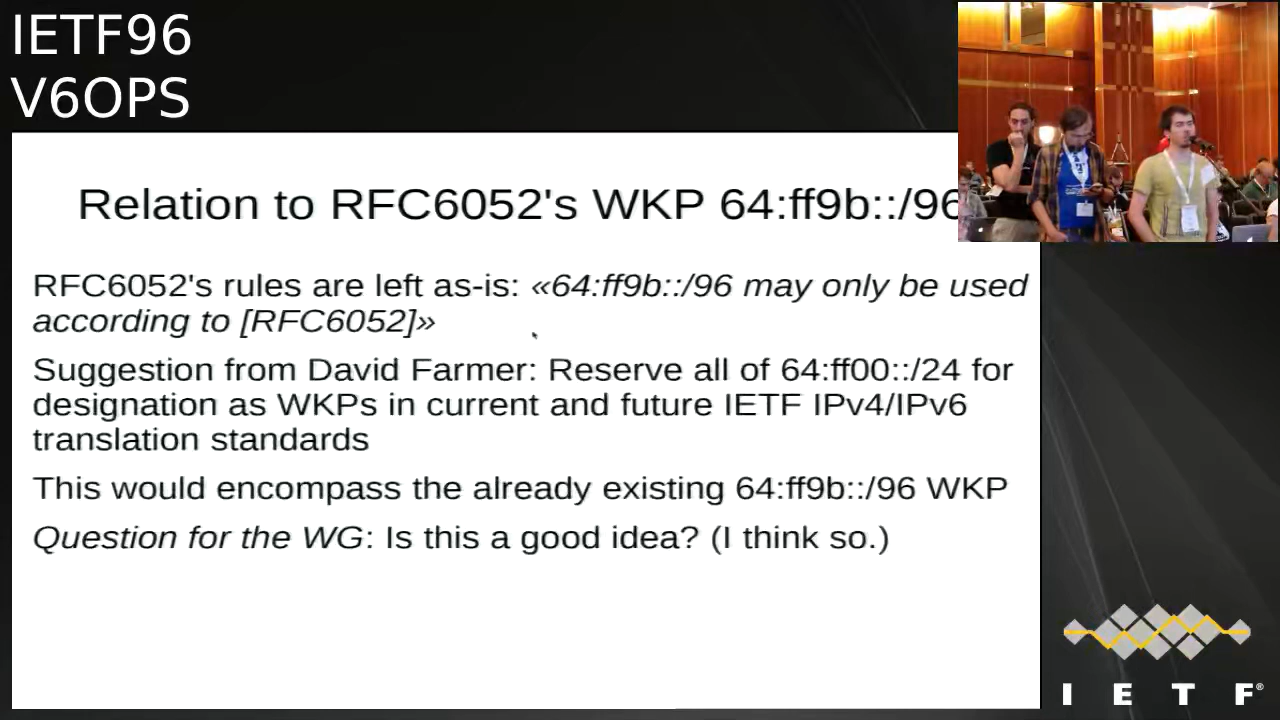 IETF96
V6OPS
Relation to RFC6052's WKP 64:ff9b::/96
RFC6052's rules are left as-is: «64:ff9b::/96 may only be used
according to [RFC6052]»
Suggestion from David Farmer: Reserve all of 64:ff00::/24 for
designation as WKPs in current and future IETF IPv4/IPv6
translation standards
This would encompass the already existing 64:ff9b::/96 WKP
Question for the WG: Is this a good idea? (I think so.)
I E T F®